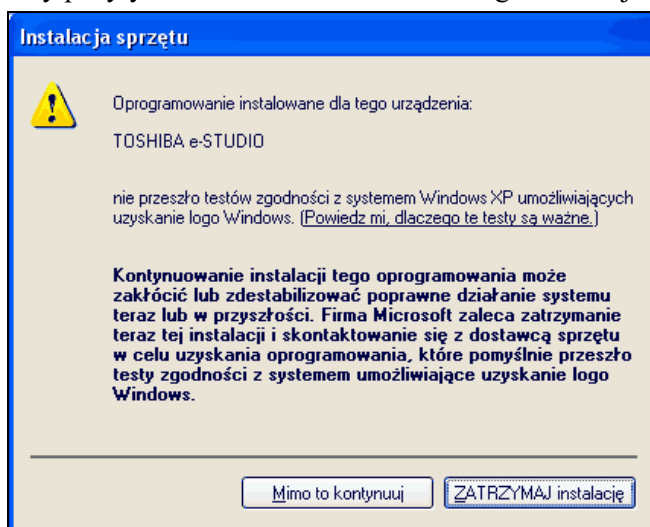 Instalacja sprzętu
Oprogramowanie instalowane dla tego urządzenia:
TOSHIBA e-STUDIO
nie przeszło testów zgodności z systemem Windows XP umożliwiających
uzyskanie logo Windows. (Powiedz mi, dlaczego te testy są ważne.)
Kontynuowanie instalacji tego oprogramowania może
zakłócić lub zdestabilizować poprawne działanie systemu
teraz lub w przyszłości. Firma Microsoft zaleca zatrzymanie
teraz tej instalacji i skontaktowanie się z dostawcą sprzętu
w celu uzyskania oprogramowania, które pomyślnie przeszło
testy zgodności z systemem umożliwiające uzyskanie logo
Windows.
Mimo to kontynuuj ZATRZYMAJ instalację